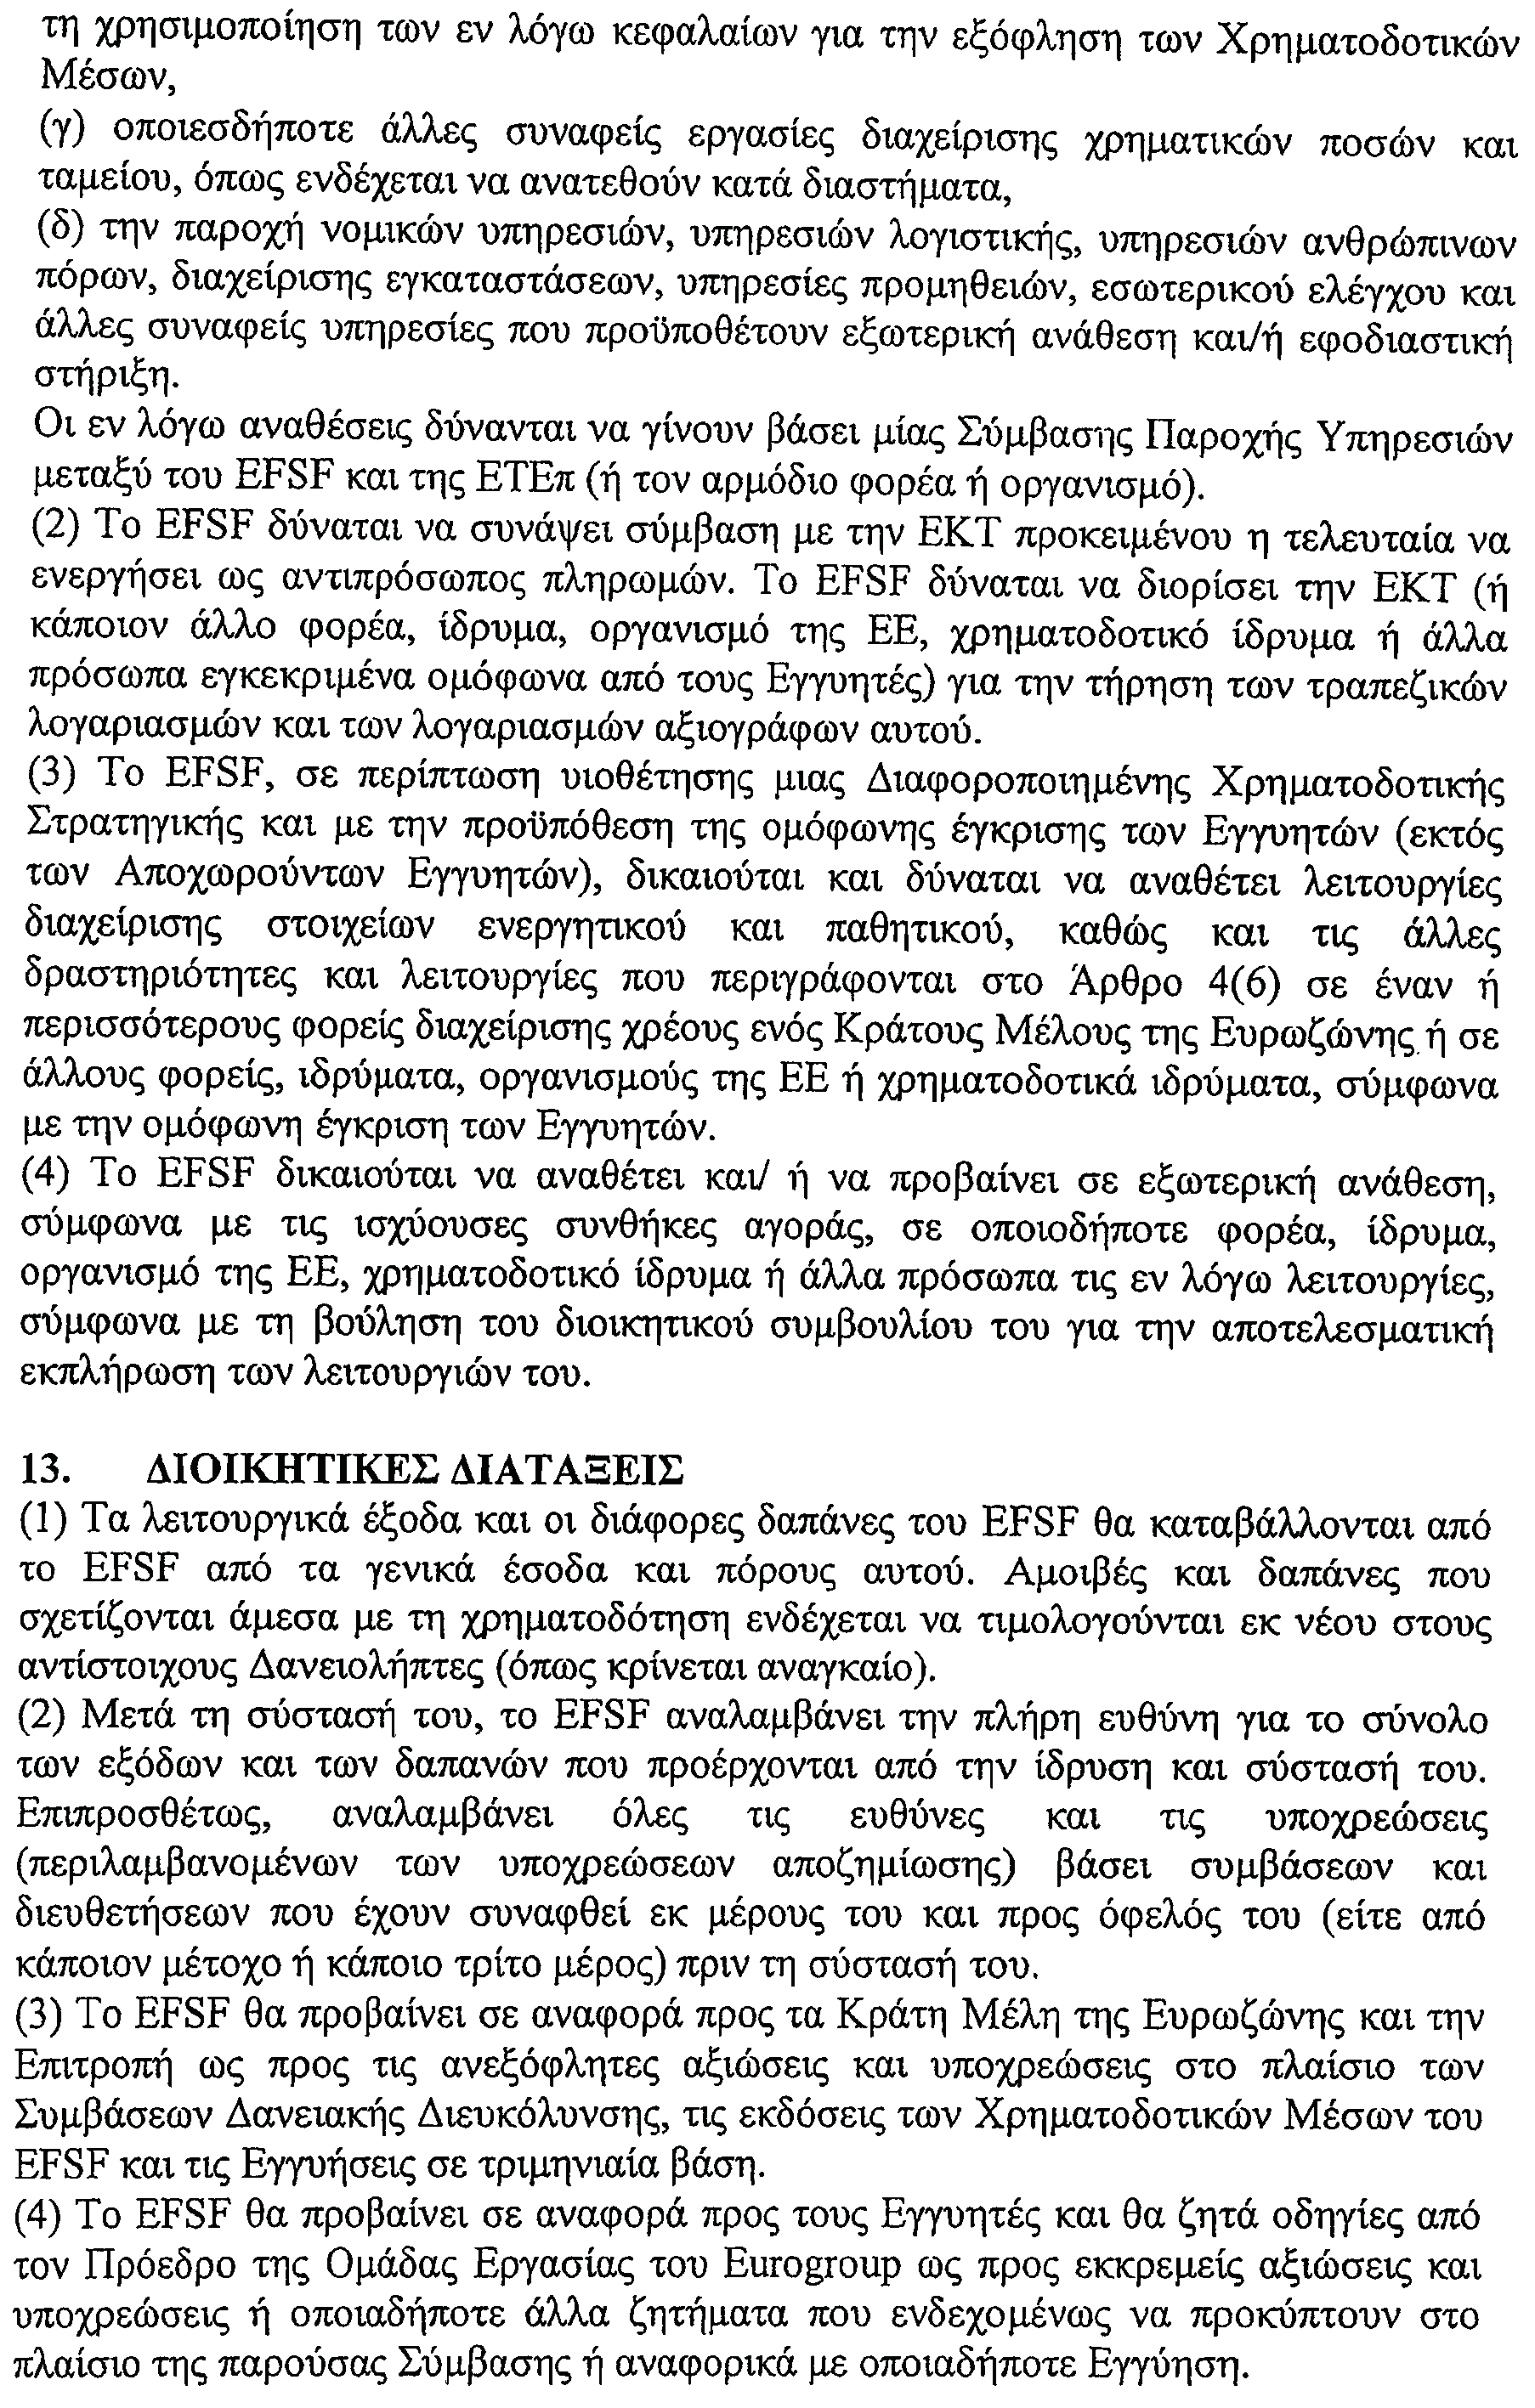 τη χρησιμοποίηση των εν λόγω κεφαλαίων για την εξόφληση των Χρηματοδοτικών
Μέσων,
(γ) οποιεσδήποτε άλλες συναφείς εργασίες διαχείρισης χρηματικών ποσών και
ταμείου, όπως ενδέχεται να ανατεθούν κατά διαστήματα,
(δ) την παροχή νομικών υπηρεσιών, υπηρεσιών λογιστικής, υπηρεσιών ανθρώπινων
πόρων, διαχείρισης εγκαταστάσεων, υπηρεσίες προμηθειών, εσωτερικού ελέγχου και
άλλες συναφείς υπηρεσίες που προϋποθέτουν εξωτερική ανάθεση και/ή εφοδιαστική
στήριξη.
Οι εν λόγω αναθέσεις δύνανται να γίνουν βάσει μίας Σύμβασης Παροχής Υπηρεσιών
μεταξύ του EFSF και της ΕΤΕπ (ή τον αρμόδιο φορέα ή οργανισμό).
(2) Το EFSF δύναται να συνάψει σύμβαση με την ΕΚΤ προκειμένου η τελευταία να
ενεργήσει ως αντιπρόσωπος πληρωμών. Το EFSF δύναται να διορίσει την ΕΚΤ (ή
κάποιον άλλο φορέα, ίδρυμα, οργανισμό της ΕΕ, χρηματοδοτικό ίδρυμα ή άλλα
πρόσωπα εγκεκριμένα ομόφωνα από τους Εγγυητές) για την τήρηση των τραπεζικών
λογαριασμών και των λογαριασμών αξιογράφων αυτού.
(3) Το EFSF, σε περίπτωση υιοθέτησης μιας Διαφοροποιημένης Χρηματοδοτικής
Στρατηγικής και με την προϋπόθεση της ομόφωνης έγκρισης των Εγγυητών (εκτός
των Αποχωρούντων Εγγυητών), δικαιούται και δύναται να αναθέτει λειτουργίες
διαχείρισης στοιχείων ενεργητικού και παθητικού, καθώς και τις άλλες
δραστηριότητες και λειτουργίες που περιγράφονται στο Άρθρο 4(6) σε έναν ή
περισσότερους φορείς διαχείρισης χρέους ενός Κράτους Μέλους της Ευρωζώνης ή σε
άλλους φορείς, ιδρύματα, οργανισμούς της ΕΕ ή χρηματοδοτικά ιδρύματα, σύμφωνα
με την ομόφωνη έγκριση των Εγγυητών.
(4) Το EFSF δικαιούται να αναθέτει και/ ή να προβαίνει σε εξωτερική ανάθεση,
σύμφωνα με τις ισχύουσες συνθήκες αγοράς, σε οποιοδήποτε φορέα, ίδρυμα,
οργανισμό της ΕΕ, χρηματοδοτικό ίδρυμα ή άλλα πρόσωπα τις εν λόγω λειτουργίες,
σύμφωνα με τη βούληση του διοικητικού συμβουλίου του για την αποτελεσματική
εκπλήρωση των λειτουργιών του.
13. ΔΙΟΙΚΗΤΙΚΕΣ ΔΙΑΤΑΞΕΙΣ
(1) Τα λειτουργικά έξοδα και οι διάφορες δαπάνες του EFSF θα καταβάλλονται από
το EFSF από τα γενικά έσοδα και πόρους αυτού. Αμοιβές και δαπάνες που
σχετίζονται άμεσα με τη χρηματοδότηση ενδέχεται να τιμολογούνται εκ νέου στους
αντίστοιχους Δανειολήπτες (όπως κρίνεται αναγκαίο).
(2) Μετά τη σύστασή του, το EFSF αναλαμβάνει την πλήρη ευθύνη για το σύνολο
των εξόδων και των δαπανών που προέρχονται από την ίδρυση και σύστασή του.
Επιπροσθέτως, αναλαμβάνει όλες τις ευθύνες και τις υποχρεώσεις
(περιλαμβανομένων των υποχρεώσεων αποζημίωσης) βάσει συμβάσεων και
διευθετήσεων που έχουν συναφθεί εκ μέρους του και προς όφελός του (είτε από
κάποιον μέτοχο ή κάποιο τρίτο μέρος) πριν τη σύστασή του.
(3) Το EFSF θα προβαίνει σε αναφορά προς τα Κράτη Μέλη της Ευρωζώνης και την
Επιτροπή ως προς τις ανεξόφλητες αξιώσεις και υποχρεώσεις στο πλαίσιο των
Συμβάσεων Δανειακής Διευκόλυνσης, τις εκδόσεις των Χρηματοδοτικών Μέσων του
EFSF και τις Εγγυήσεις σε τριμηνιαία βάση.
(4) Το EFSF θα προβαίνει σε αναφορά προς τους Εγγυητές και θα ζητά οδηγίες από
τον Πρόεδρο της Ομάδας Εργασίας του Eurogroup ως προς εκκρεμείς αξιώσεις και
υποχρεώσεις ή οποιαδήποτε άλλα ζητήματα που ενδεχομένως να προκύπτουν στο
πλαίσιο της παρούσας Σύμβασης ή αναφορικά με οποιαδήποτε Εγγύηση.